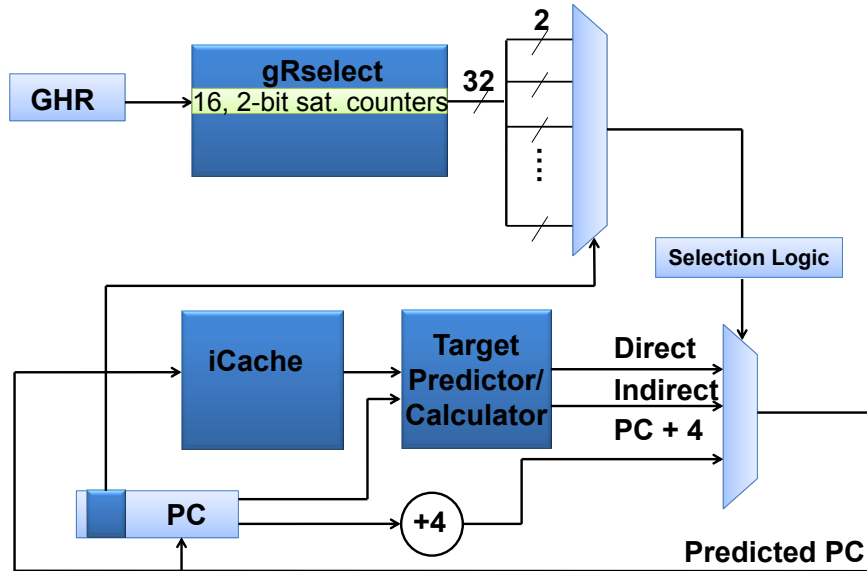 2
gRselect
GHR
32
16, 2-bit sat. counters
....
Selection Logic
iCache
Target
Predictor/
Calculator
Direct
Indirect
PC + 4
PC
+4
Predicted PC